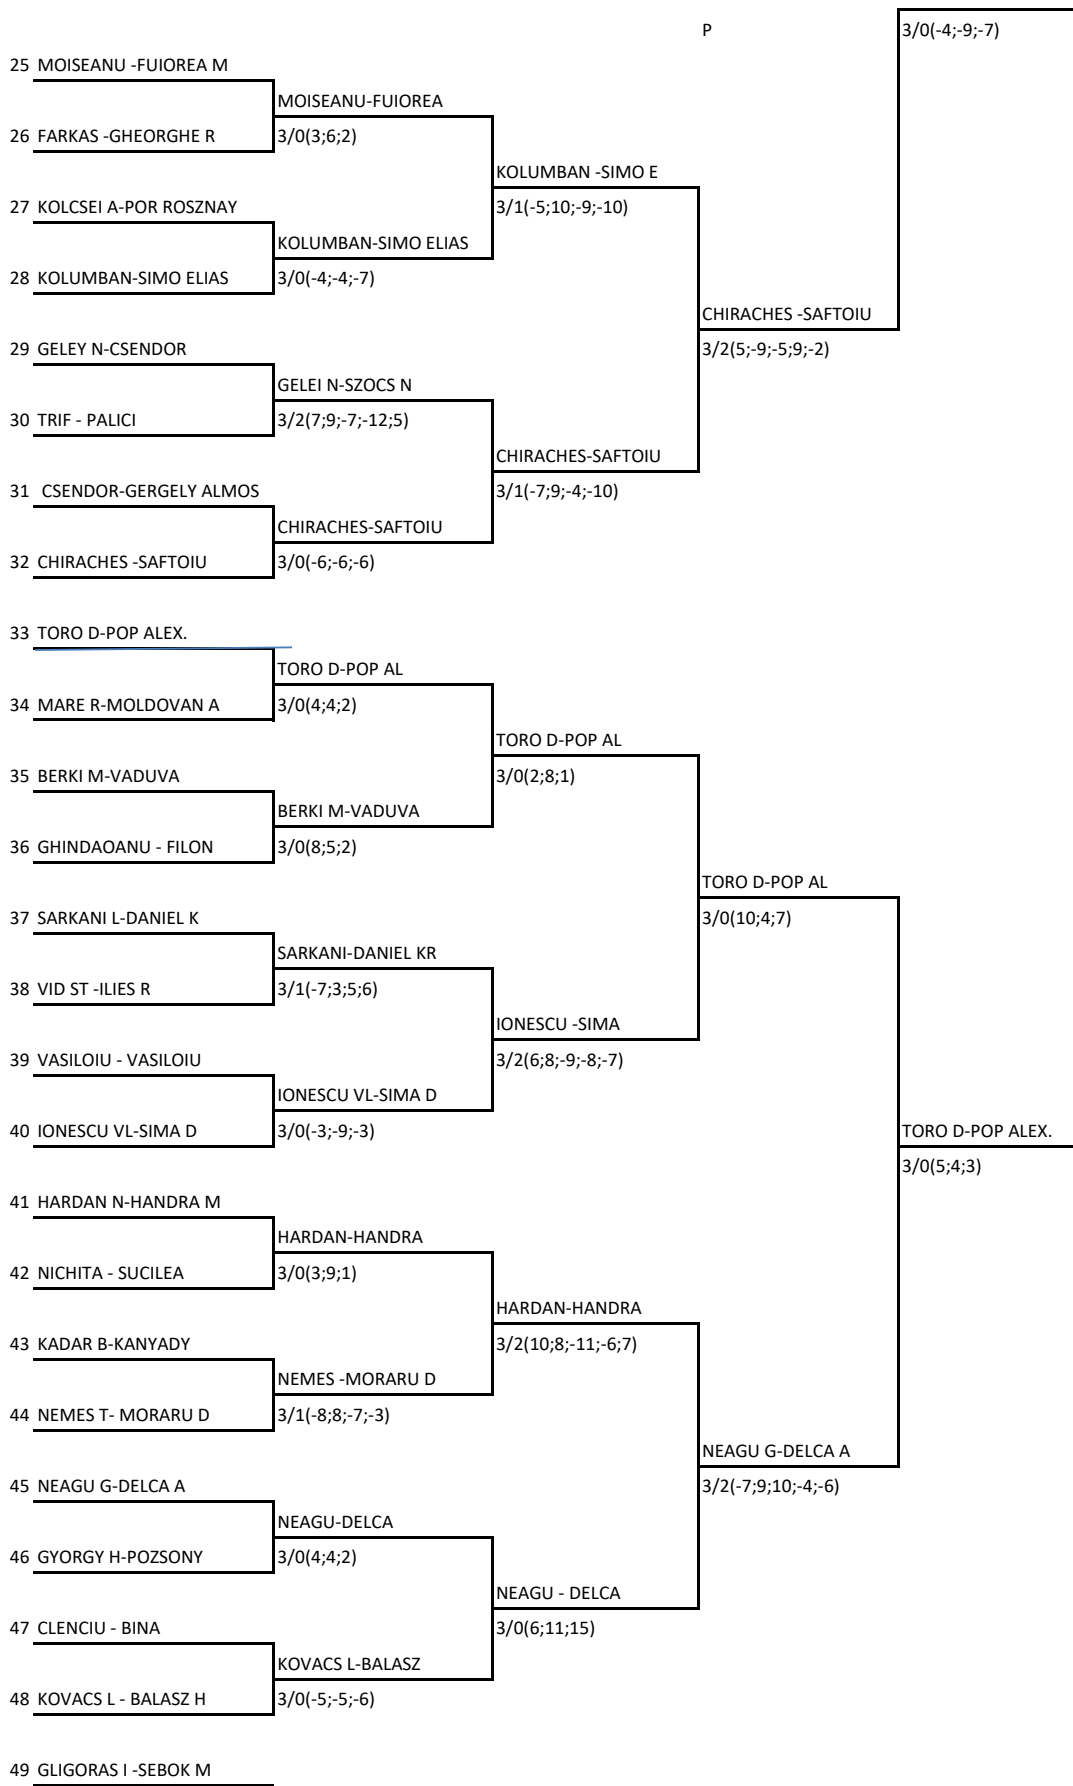 P
3/0(-4;-9;-7)
25 MOISEANU -FUIOREA M
MOISEANU-FUIOREA
26 FARKAS -GHEORGHE R
3/0(3;6;2)
KOLUMBAN -SIMO E
27 KOLCSEI A-POR ROSZNAY
3/1(-5;10;-9;-10)
KOLUMBAN-SIMO ELIAS
28 KOLUMBAN-SIMO ELIAS
3/0(-4;-4;-7)
CHIRACHES -SAFTOIU
29 GELEY N-CSENDOR
3/2(5;-9;-5;9;-2)
GELEI N-SZOCS N
30 TRIF - PALICI
3/2(7;9;-7;-12;5)
CHIRACHES-SAFTOIU
31 CSENDOR-GERGELY ALMOS
3/1(-7;9;-4;-10)
CHIRACHES-SAFTOIU
32 CHIRACHES -SAFTOIU
3/0(-6;-6;-6)
33 TORO D-POP ALEX.
TORO D-POP AL
34 MARE R-MOLDOVAN A
3/0(4;4;2)
TORO D-POP AL
35 BERKI M-VADUVA
3/0(2;8;1)
BERKI M-VADUVA
36 GHINDAOANU - FILON
3/0(8;5;2)
TORO D-POP AL
37 SARKANI L-DANIEL K
3/0(10;4;7)
SARKANI-DANIEL KR
38 VID ST -ILIES R
3/1(-7;3;5;6)
IONESCU -SIMA
39 VASILOIU - VASILOIU
3/2(6;8;-9;-8;-7)
IONESCU VL-SIMA D
40 IONESCU VL-SIMA D
3/0(-3;-9;-3)
TORO D-POP ALEX.
3/0(5;4;3)
41 HARDAN N-HANDRA M
HARDAN-HANDRA
42 NICHITA - SUCILEA
3/0(3;9;1)
HARDAN-HANDRA
43 KADAR B-KANYADY
3/2(10;8;-11;-6;7)
NEMES -MORARU D
44 NEMES T- MORARU D
3/1(-8;8;-7;-3)
NEAGU G-DELCA A
45 NEAGU G-DELCA A
3/2(-7;9;10;-4;-6)
NEAGU-DELCA
46 GYORGY H-POZSONY
3/0(4;4;2)
NEAGU - DELCA
47 CLENCIU - BINA
3/0(6;11;15)
KOVACS L-BALASZ
48 KOVACS L - BALASZ H
3/0(-5;-5;-6)
49 GLIGORAS I -SEBOK M